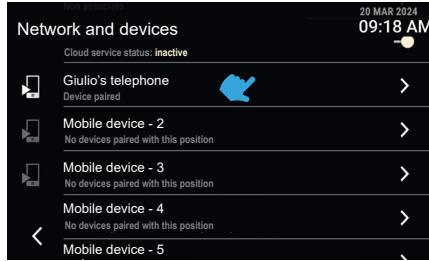 Non associato
20 MAR 2024
Network and devices
09:18 AM
Cloud service status: inactive
Giulio's telephone
Device paired
Mobile device - 2
No devices paired with this position
Mobile device - 3
No devices paired with this position
Mobile device - 4
No devices paired with this position
Mobile device - 5